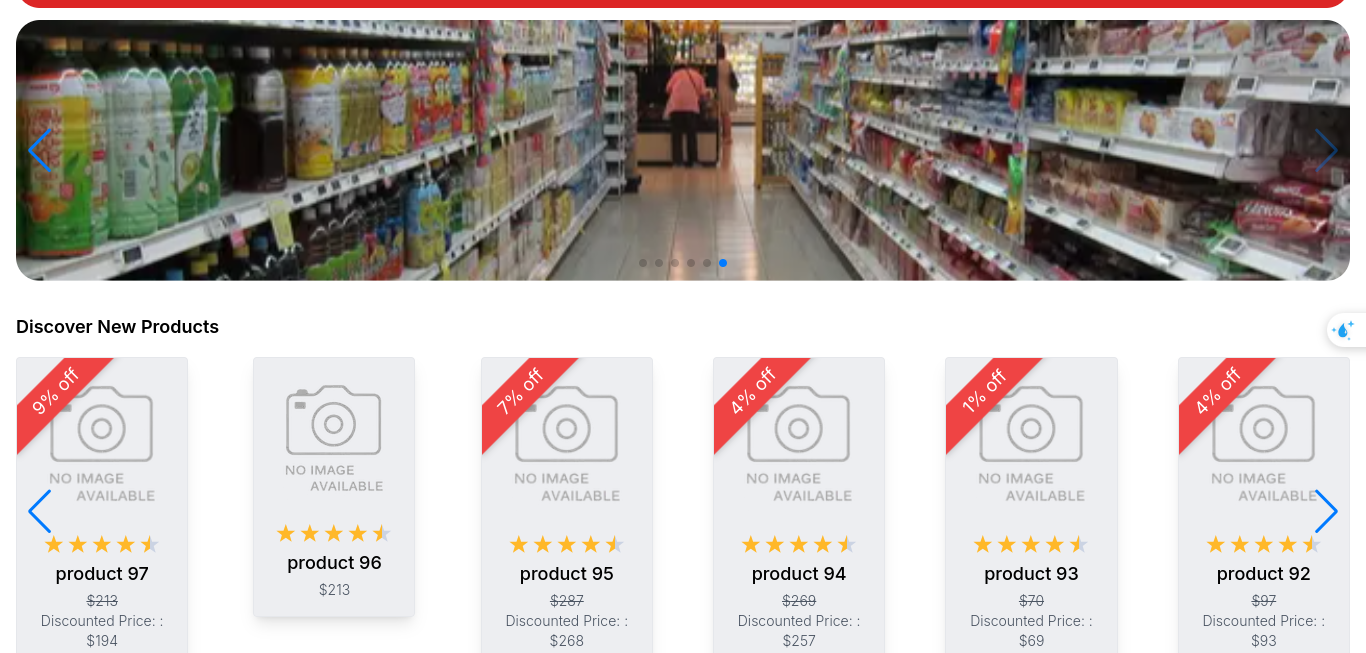 Discover New Products
9% off
NO IMAGE
AVAILABLE
product 97
$213
Discounted Price: :
$194
NO IMAGE
AVAILABLE
product 96
$213
7% off
NO IMAGE
AVAILABLE
product 95
$287
Discounted Price: :
$268
4% off
NO IMAGE
AVAILABLE
product 94
$269
Discounted Price: :
$257
1% off
NO IMAGE
AVAILABLE
product 93
$70
Discounted Price: :
$69
4% off
NO IMAGE
AVAILABLE
product 92
$97
Discounted Price: :
$93